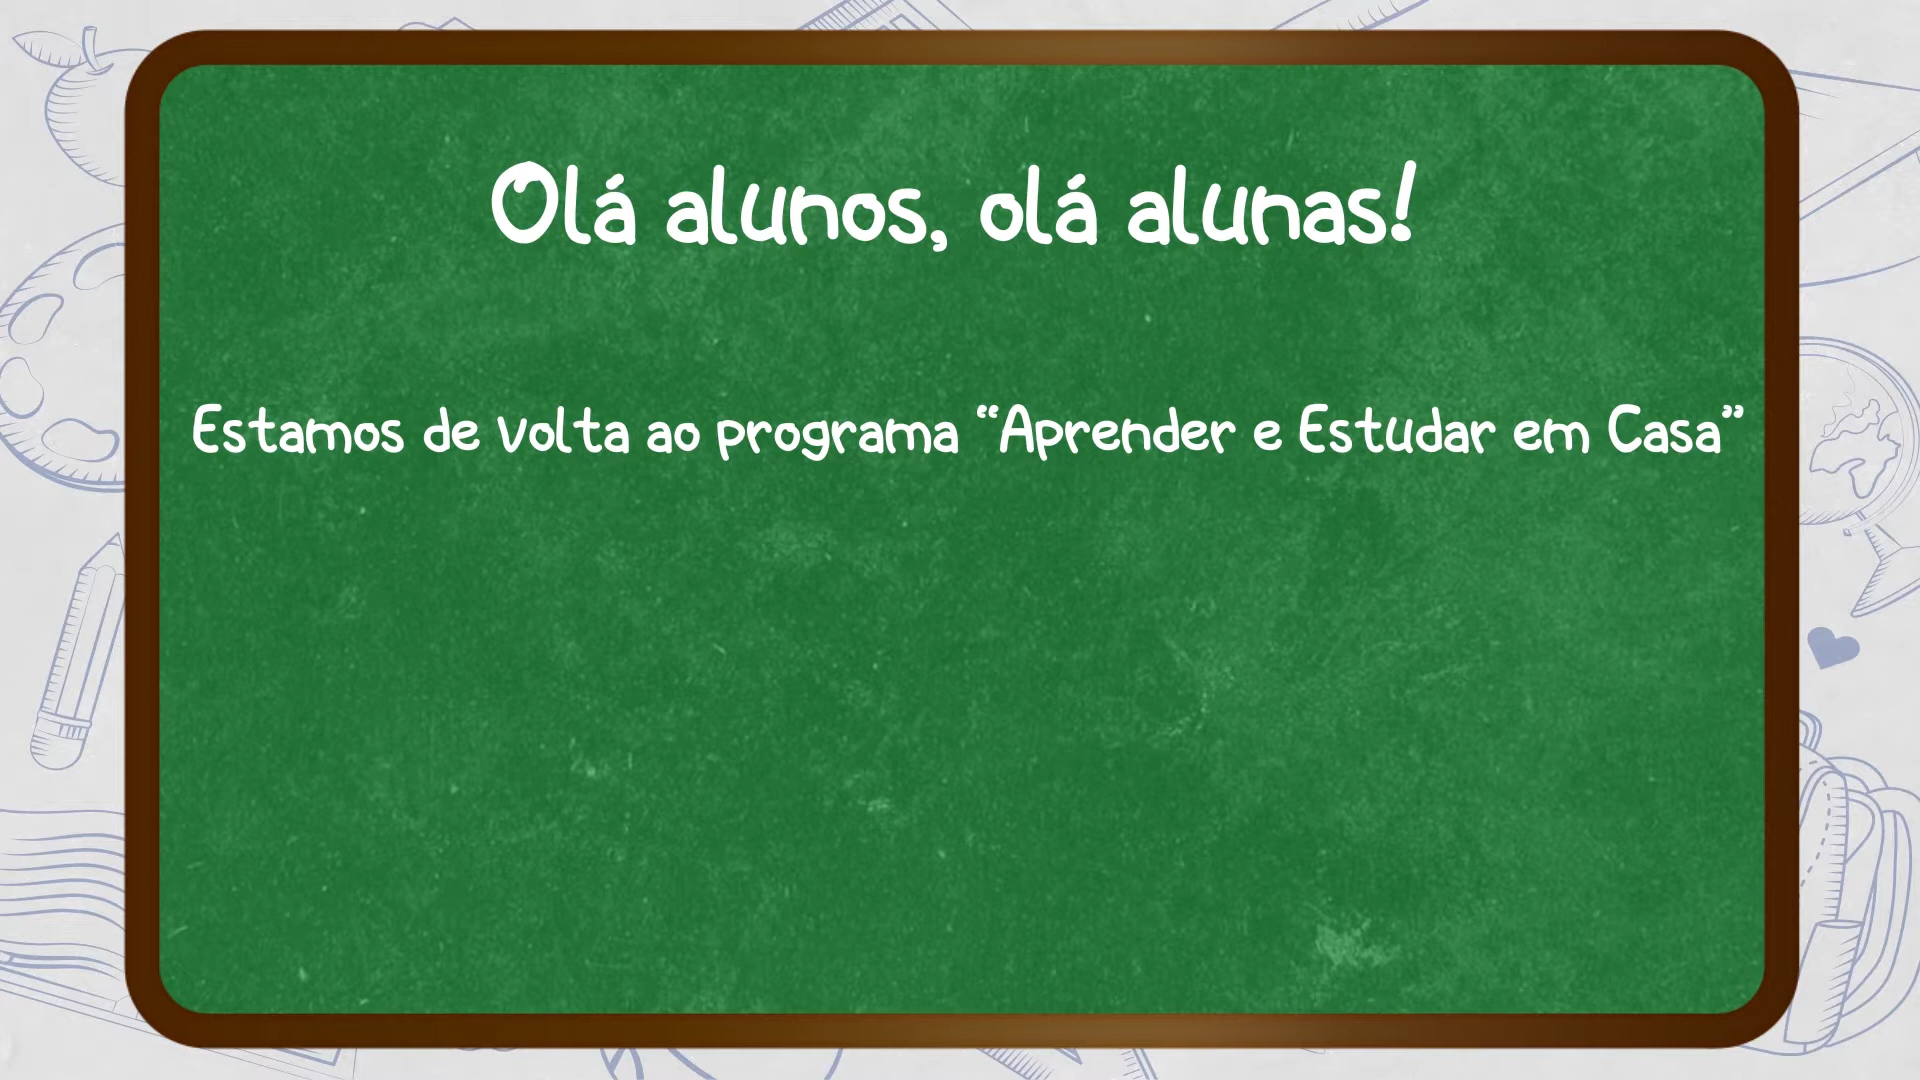 Olá alunos, olá alunas!
Estamos de volta ao programa “Aprender e Estudar em Casa”